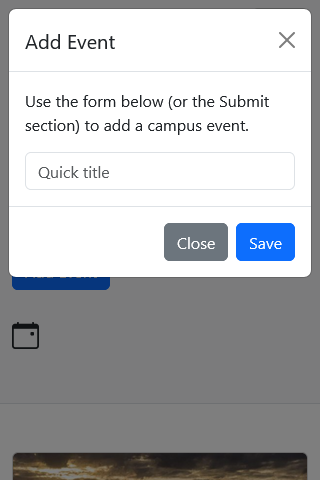 Add Event
Use the form below (or the Submit
section) to add a campus event.
Quick title
Close
Save